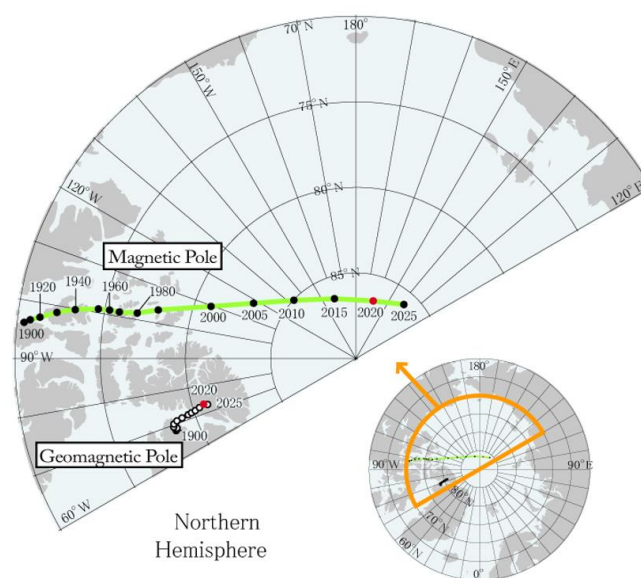 70°N
180°
150°W
150°E
75°N
120°W
80°N
120°E
Magnetic Pole
85°N
1920
1940
1960
1980
1900
2000
2005
2010
2015
2020
2025
90°W
2020
2025
1900
Geomagnetic Pole
60°W
Northern
Hemisphere
180°
90°W
90°E
80°N
70°N
60°N
0°